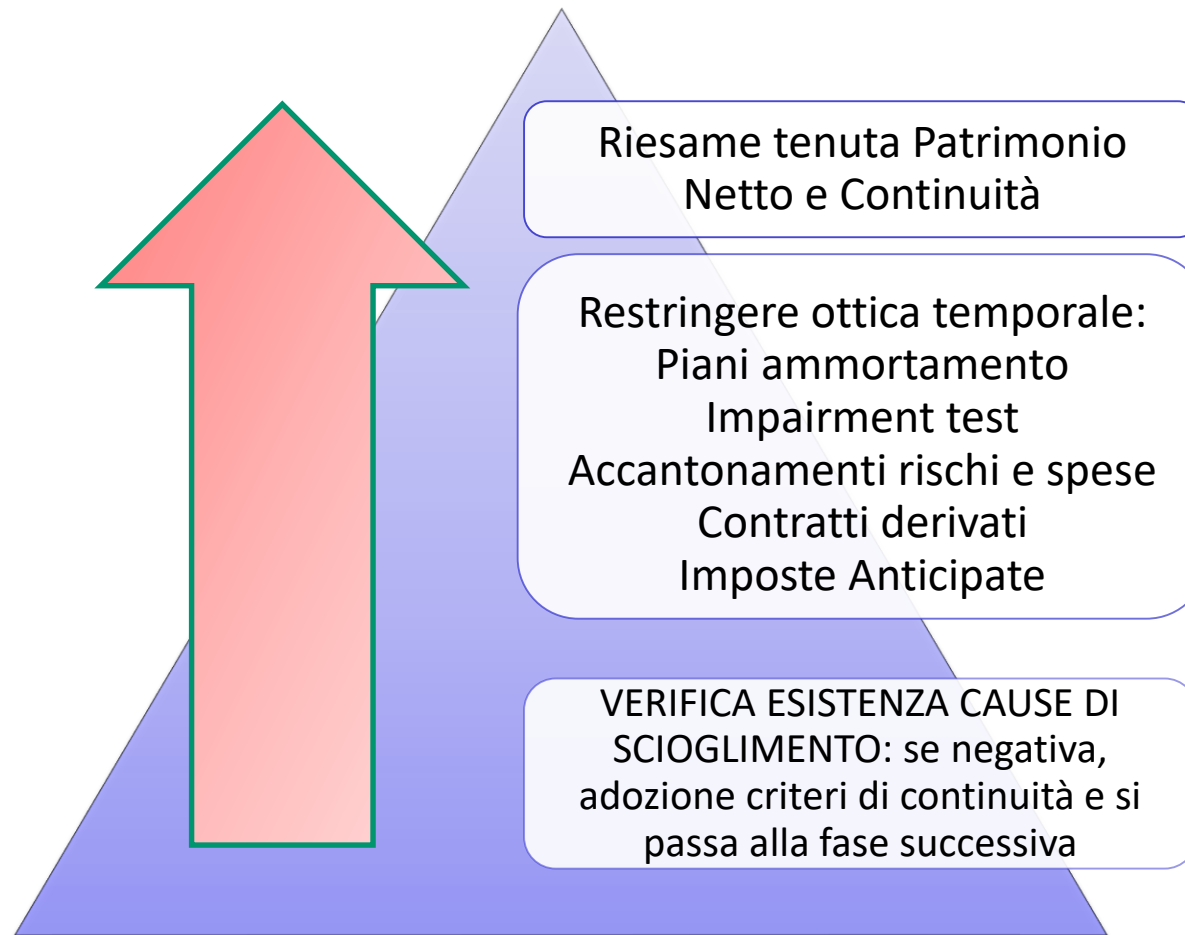 Riesame tenuta Patrimonio
Netto e Continuità
Restringere ottica temporale:
Piani ammortamento
Impairment test
Accantonamenti rischi e spese
Contratti derivati
Imposte Anticipate
VERIFICA ESISTENZA CAUSE DI
SCIOGLIMENTO: se negativa,
adozione criteri di continuità e si
passa alla fase successiva